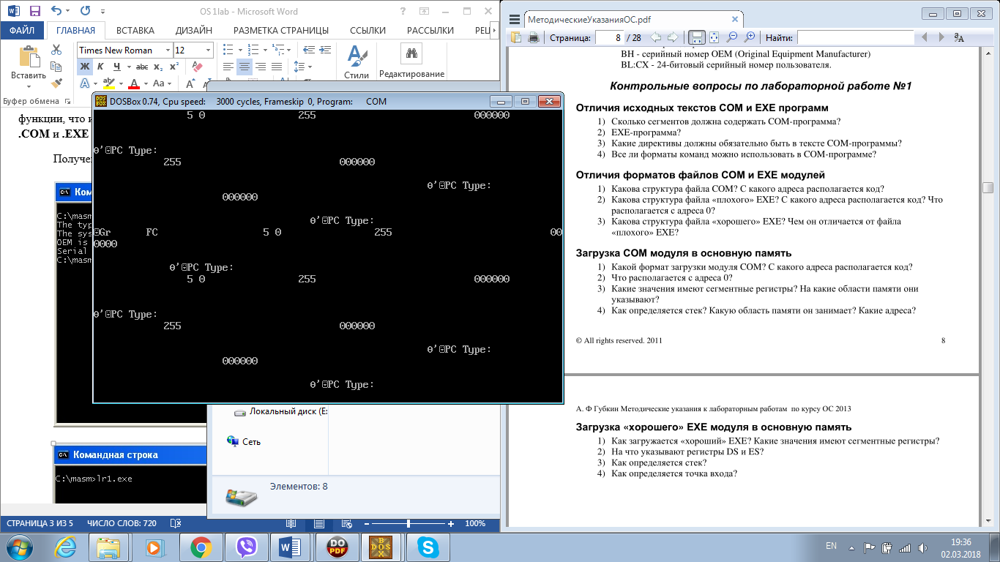 OS 1lab - Microsoft Word
ФАЙЛ ГЛАВНАЯ ВСТАВКА ДИЗАЙН РАЗМЕТКА СТРАНИЦЫ ССЫЛКИ РАССЫЛКИ РЕЦ
Times New Roman 12
Вставить
Ж К Ч abc x₂ x²
Стили
Редактирование
Буфер обмена
функции, что и
.COM и .EXE
Получе
Ком
C:\masm
The typ
The sys
OEM is
Serial
C:\masm
Командная строка
C:\masm>lr1.exe
DOSBox 0.74, Cpu speed: 3000 cycles, Frameskip 0, Program: COM
5 0 255 000000
θ'☺PC Type:
255 000000
θ'☺PC Type:
000000
θ'☺PC Type:
☺Gr FC 5 0 255 00
0000
θ'☺PC Type:
5 0 255 000000
θ'☺PC Type:
255 000000
θ'☺PC Type:
000000
θ'☺PC Type:
Локальный диск (E:
Сеть
Элементов: 8
СТРАНИЦА 3 ИЗ 5 ЧИСЛО СЛОВ: 720 100%
МетодическиеУказанияОС.pdf
Страница: 8 / 28 Найти:
BH - серийный номер OEM (Original Equipment Manufacturer)
BL:CX - 24-битовый серийный номер пользователя.
Контрольные вопросы по лабораторной работе №1
Отличия исходных текстов COM и EXE программ
1) Сколько сегментов должна содержать COM-программа?
2) EXE-программа?
3) Какие директивы должны обязательно быть в тексте COM-программы?
4) Все ли форматы команд можно использовать в COM-программе?
Отличия форматов файлов COM и EXE модулей
1) Какова структура файла COM? С какого адреса располагается код?
2) Какова структура файла «плохого» EXE? С какого адреса располагается код? Что
располагается с адреса 0?
3) Какова структура файла «хорошего» EXE? Чем он отличается от файла
«плохого» EXE?
Загрузка COM модуля в основную память
1) Какой формат загрузки модуля COM? С какого адреса располагается код?
2) Что располагается с адреса 0?
3) Какие значения имеют сегментные регистры? На какие области памяти они
указывают?
4) Как определяется стек? Какую область памяти он занимает? Какие адреса?
© All rights reserved. 2011 8
А. Ф Губкин Методические указания к лабораторным работам по курсу ОС 2013
Загрузка «хорошего» EXE модуля в основную память
1) Как загружается «хороший» EXE? Какие значения имеют сегментные регистры?
2) На что указывают регистры DS и ES?
3) Как определяется стек?
4) Как определяется точка входа?
DO
PDF
DOS
BOX
EN
19:36
02.03.2018